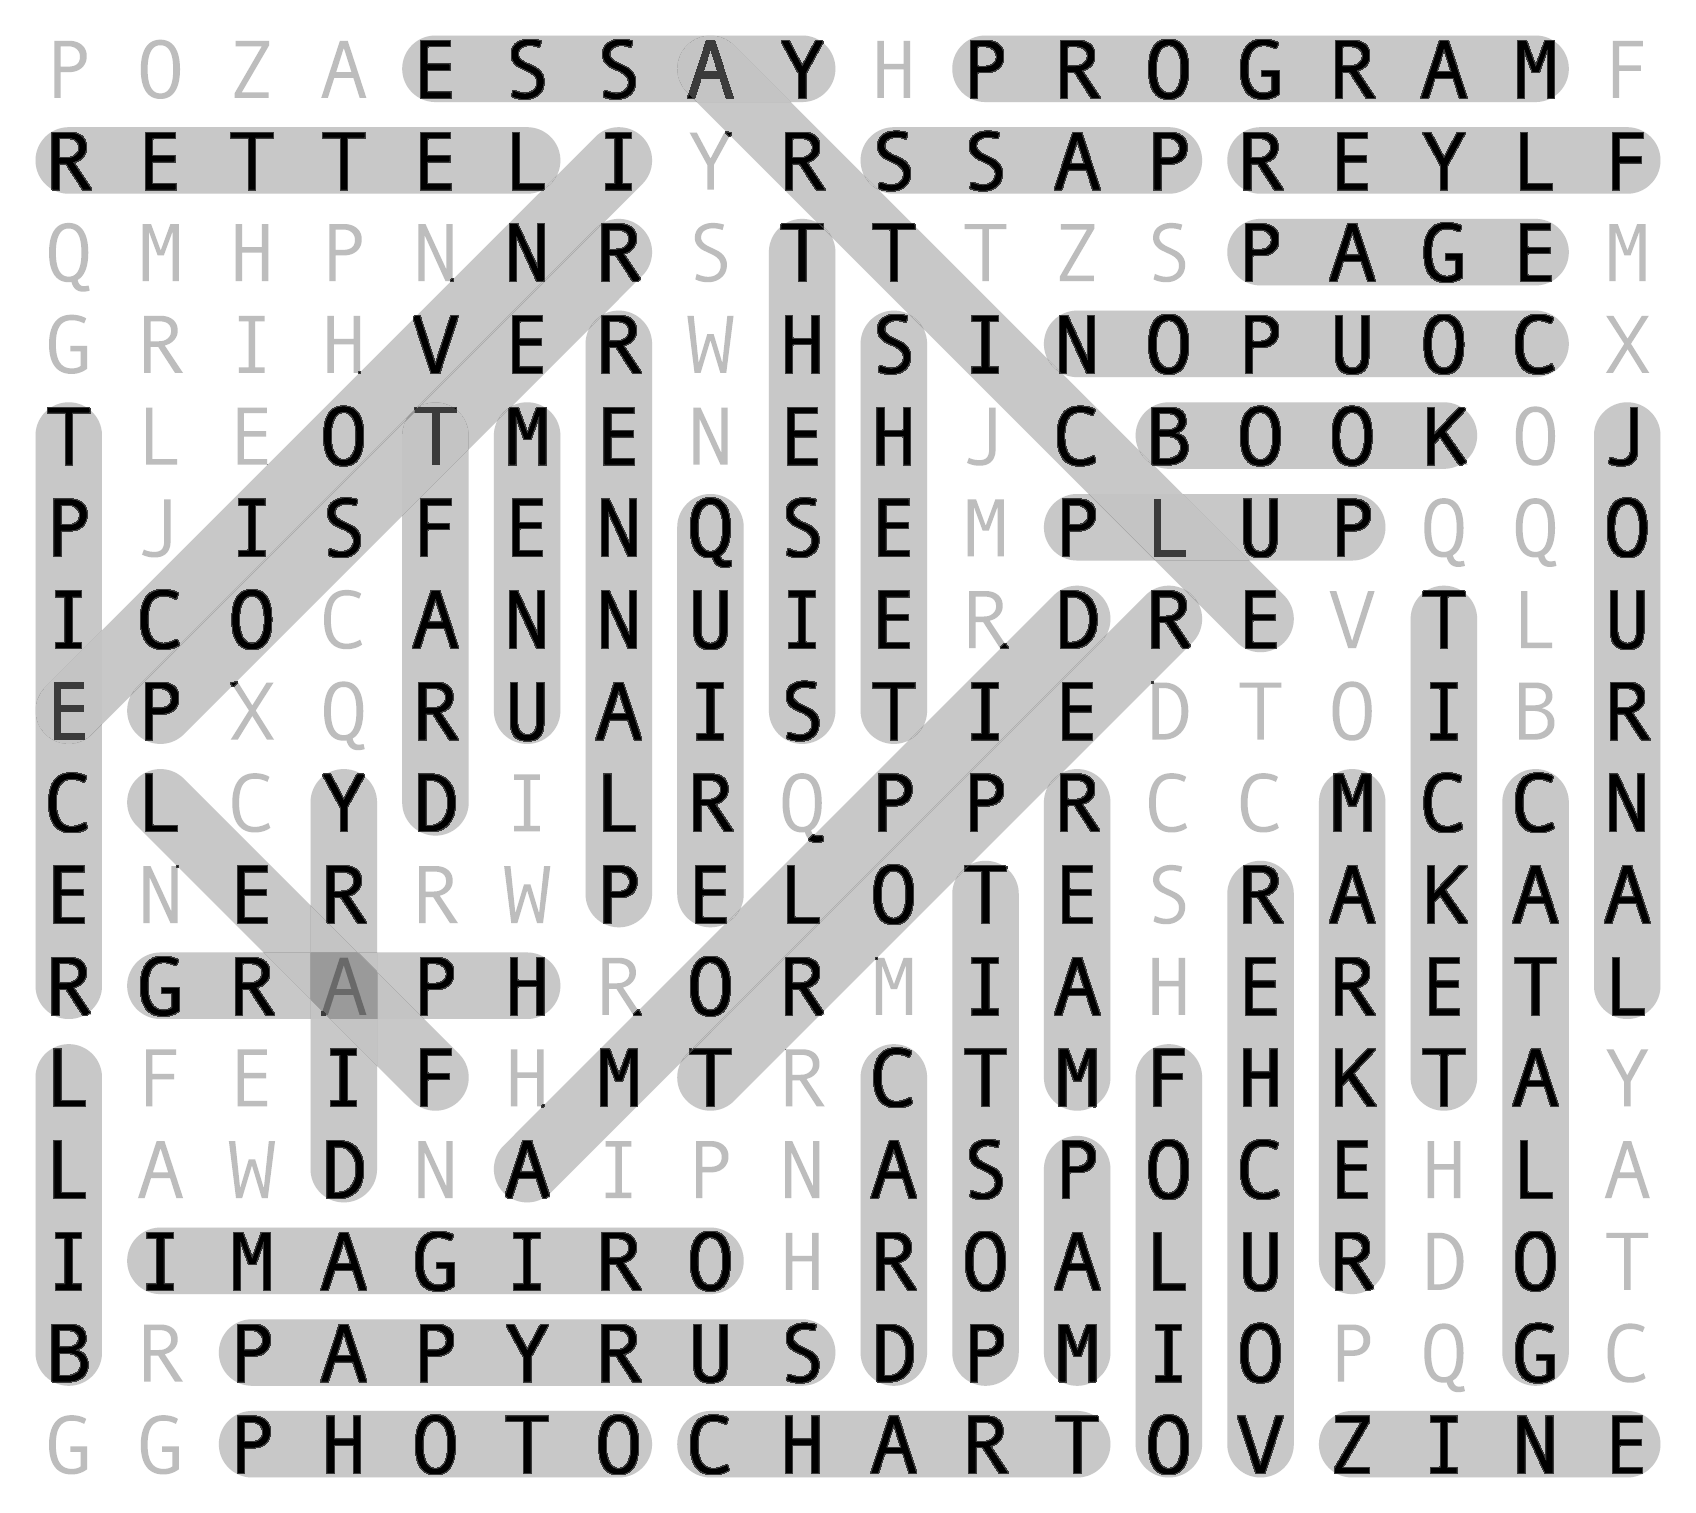 P O Z A E S S A Y H P R O G R A M F
R E T T E L I Y R S S A P R E Y L F
Q M H P N N R S T T T Z S P A G E M
G R I H V E R W H S I N O P U O C X
T L E O T M E N E H J C B O O K O J
P J I S F E N Q S E M P L U P Q Q O
I C O C A N N U I E R D R E V T L U
E P X Q R U A I S T I E D T O I B R
C L C Y D I L R Q P P R C C M C C N
E N E R R W P E L O T E S R A K A A
R G R A P H R O R M I A H E R E T L
L F E I F H M T R C T M F H K T A Y
L A W D N A I P N A S P O C E H L A
I I M A G I R O H R O A L U R D O T
B R P A P Y R U S D P M I O P Q G C
G G P H O T O C H A R T O V Z I N E